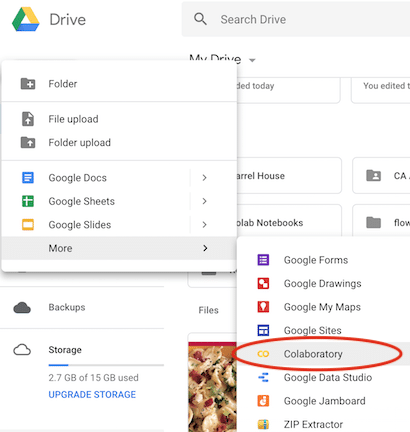 Drive
Search Drive
My Drive
Folder
ded today
You edited t
File upload
Folder upload
Google Docs
arrel House
CA
Google Sheets
Google Slides
olab Notebooks
flow
More
Google Forms
Google Drawings
Backups
Google My Maps
Files
Google Sites
Storage
Colaboratory
2.7 GB of 15 GB used
Google Data Studio
UPGRADE STORAGE
Google Jamboard
ZIP Extractor